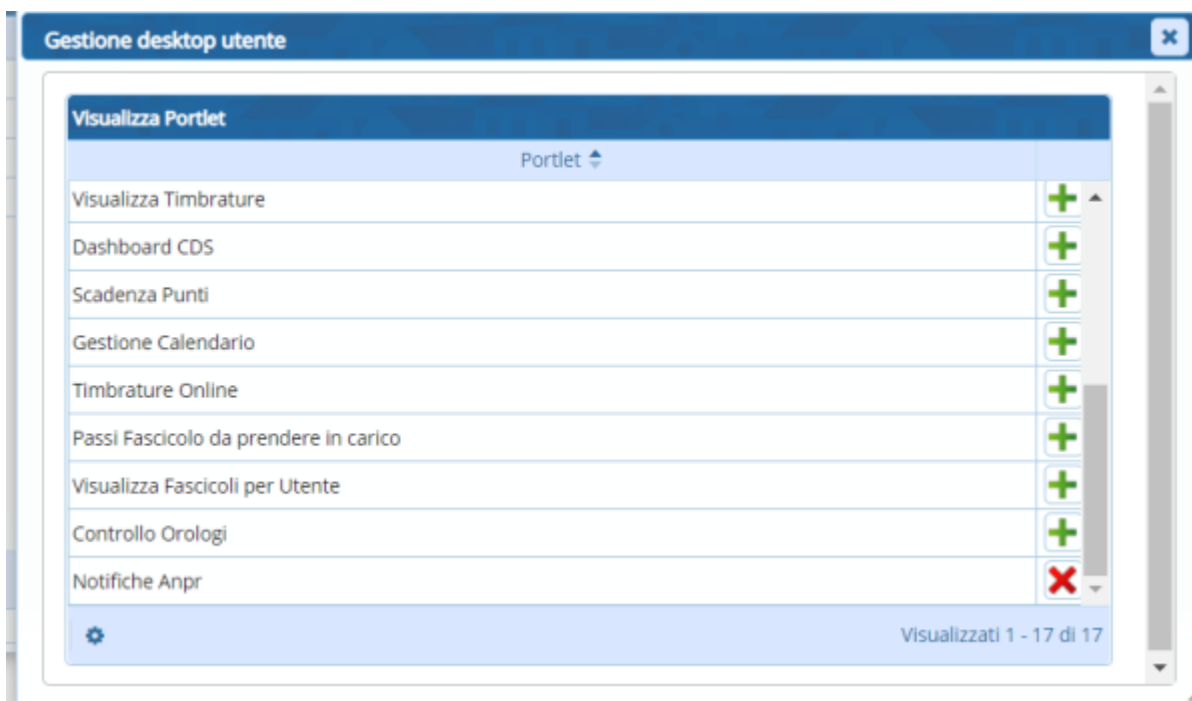 Gestione desktop utente
Visualizza Portlet
Portlet
Visualizza Timbrature
Dashboard CDS
Scadenza Punti
Gestione Calendario
Timbrature Online
Passi Fascicolo da prendere in carico
Visualizza Fascicoli per Utente
Controllo Orologi
Notifiche Anpr
Visualizzati 1 - 17 di 17